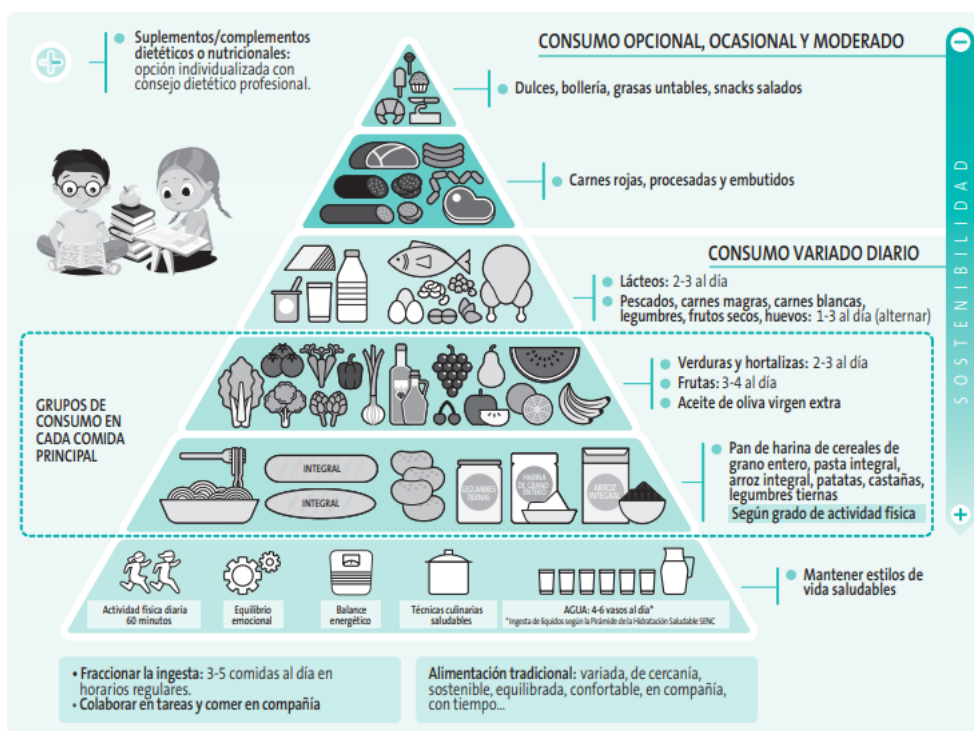 Suplementos/complementos
dietéticos o nutricionales:
opción individualizada con
consejo dietético profesional.
CONSUMO OPCIONAL, OCASIONAL Y MODERADO
Dulces, bollería, grasas untables, snacks salados
Carnes rojas, procesadas y embutidos
CONSUMO VARIADO DIARIO
Lácteos: 2-3 al día
Pescados, carnes magras, carnes blancas,
legumbres, frutos secos, huevos: 1-3 al día (alternar)
GRUPOS DE
CONSUMO EN
CADA COMIDA
PRINCIPAL
Verduras y hortalizas: 2-3 al día
Frutas: 3-4 al día
Aceite de oliva virgen extra
INTEGRAL
INTEGRAL
LEGUMBRES
TIERNAS
HARINA
DE GRANO
ENTERO
ARROZ
INTEGRAL
Pan de harina de cereales de
grano entero, pasta integral,
arroz integral, patatas, castañas,
legumbres tiernas
Según grado de actividad física
SOSTENIBILIDAD
Actividad física diaria
60 minutos
Equilibrio
emocional
Balance
energético
Técnicas culinarias
saludables
AGUA: 4-6 vasos al día*
*Ingesta de líquidos según la Pirámide de la Hidratación Saludable SENC
Mantener estilos de
vida saludables
• Fraccionar la ingesta: 3-5 comidas al día en
horarios regulares.
• Colaborar en tareas y comer en compañía
Alimentación tradicional: variada, de cercanía,
sostenible, equilibrada, confortable, en compañía,
con tiempo...